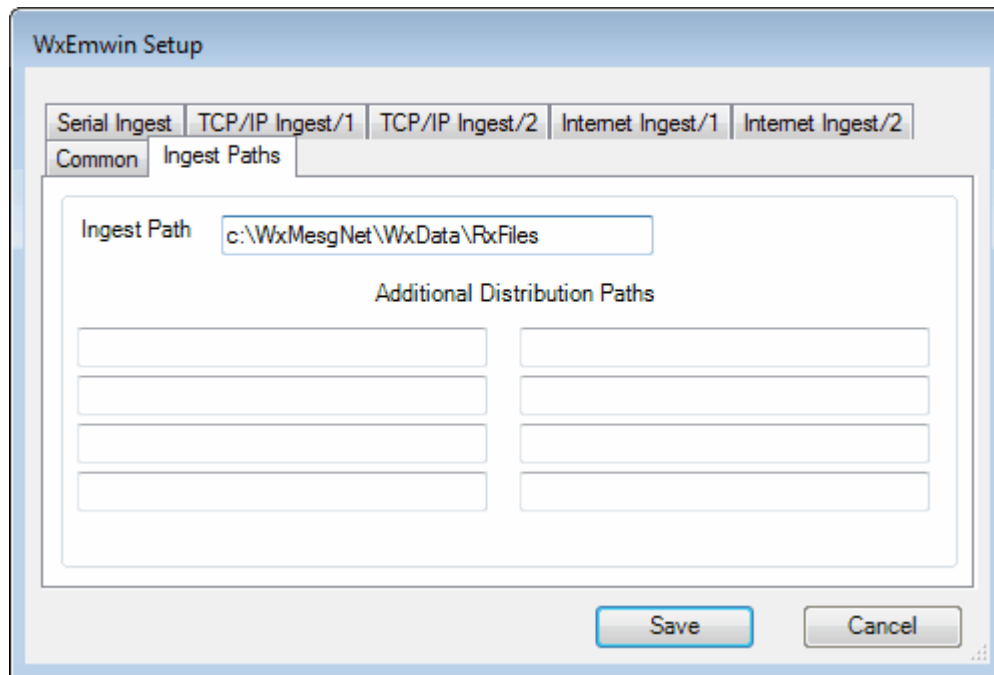 WxEmwin Setup
Serial Ingest TCP/IP Ingest/1 TCP/IP Ingest/2 Internet Ingest/1 Internet Ingest/2
Common Ingest Paths
Ingest Path c:\WxMesgNet\WxData\RxFiles
Additional Distribution Paths
Save Cancel